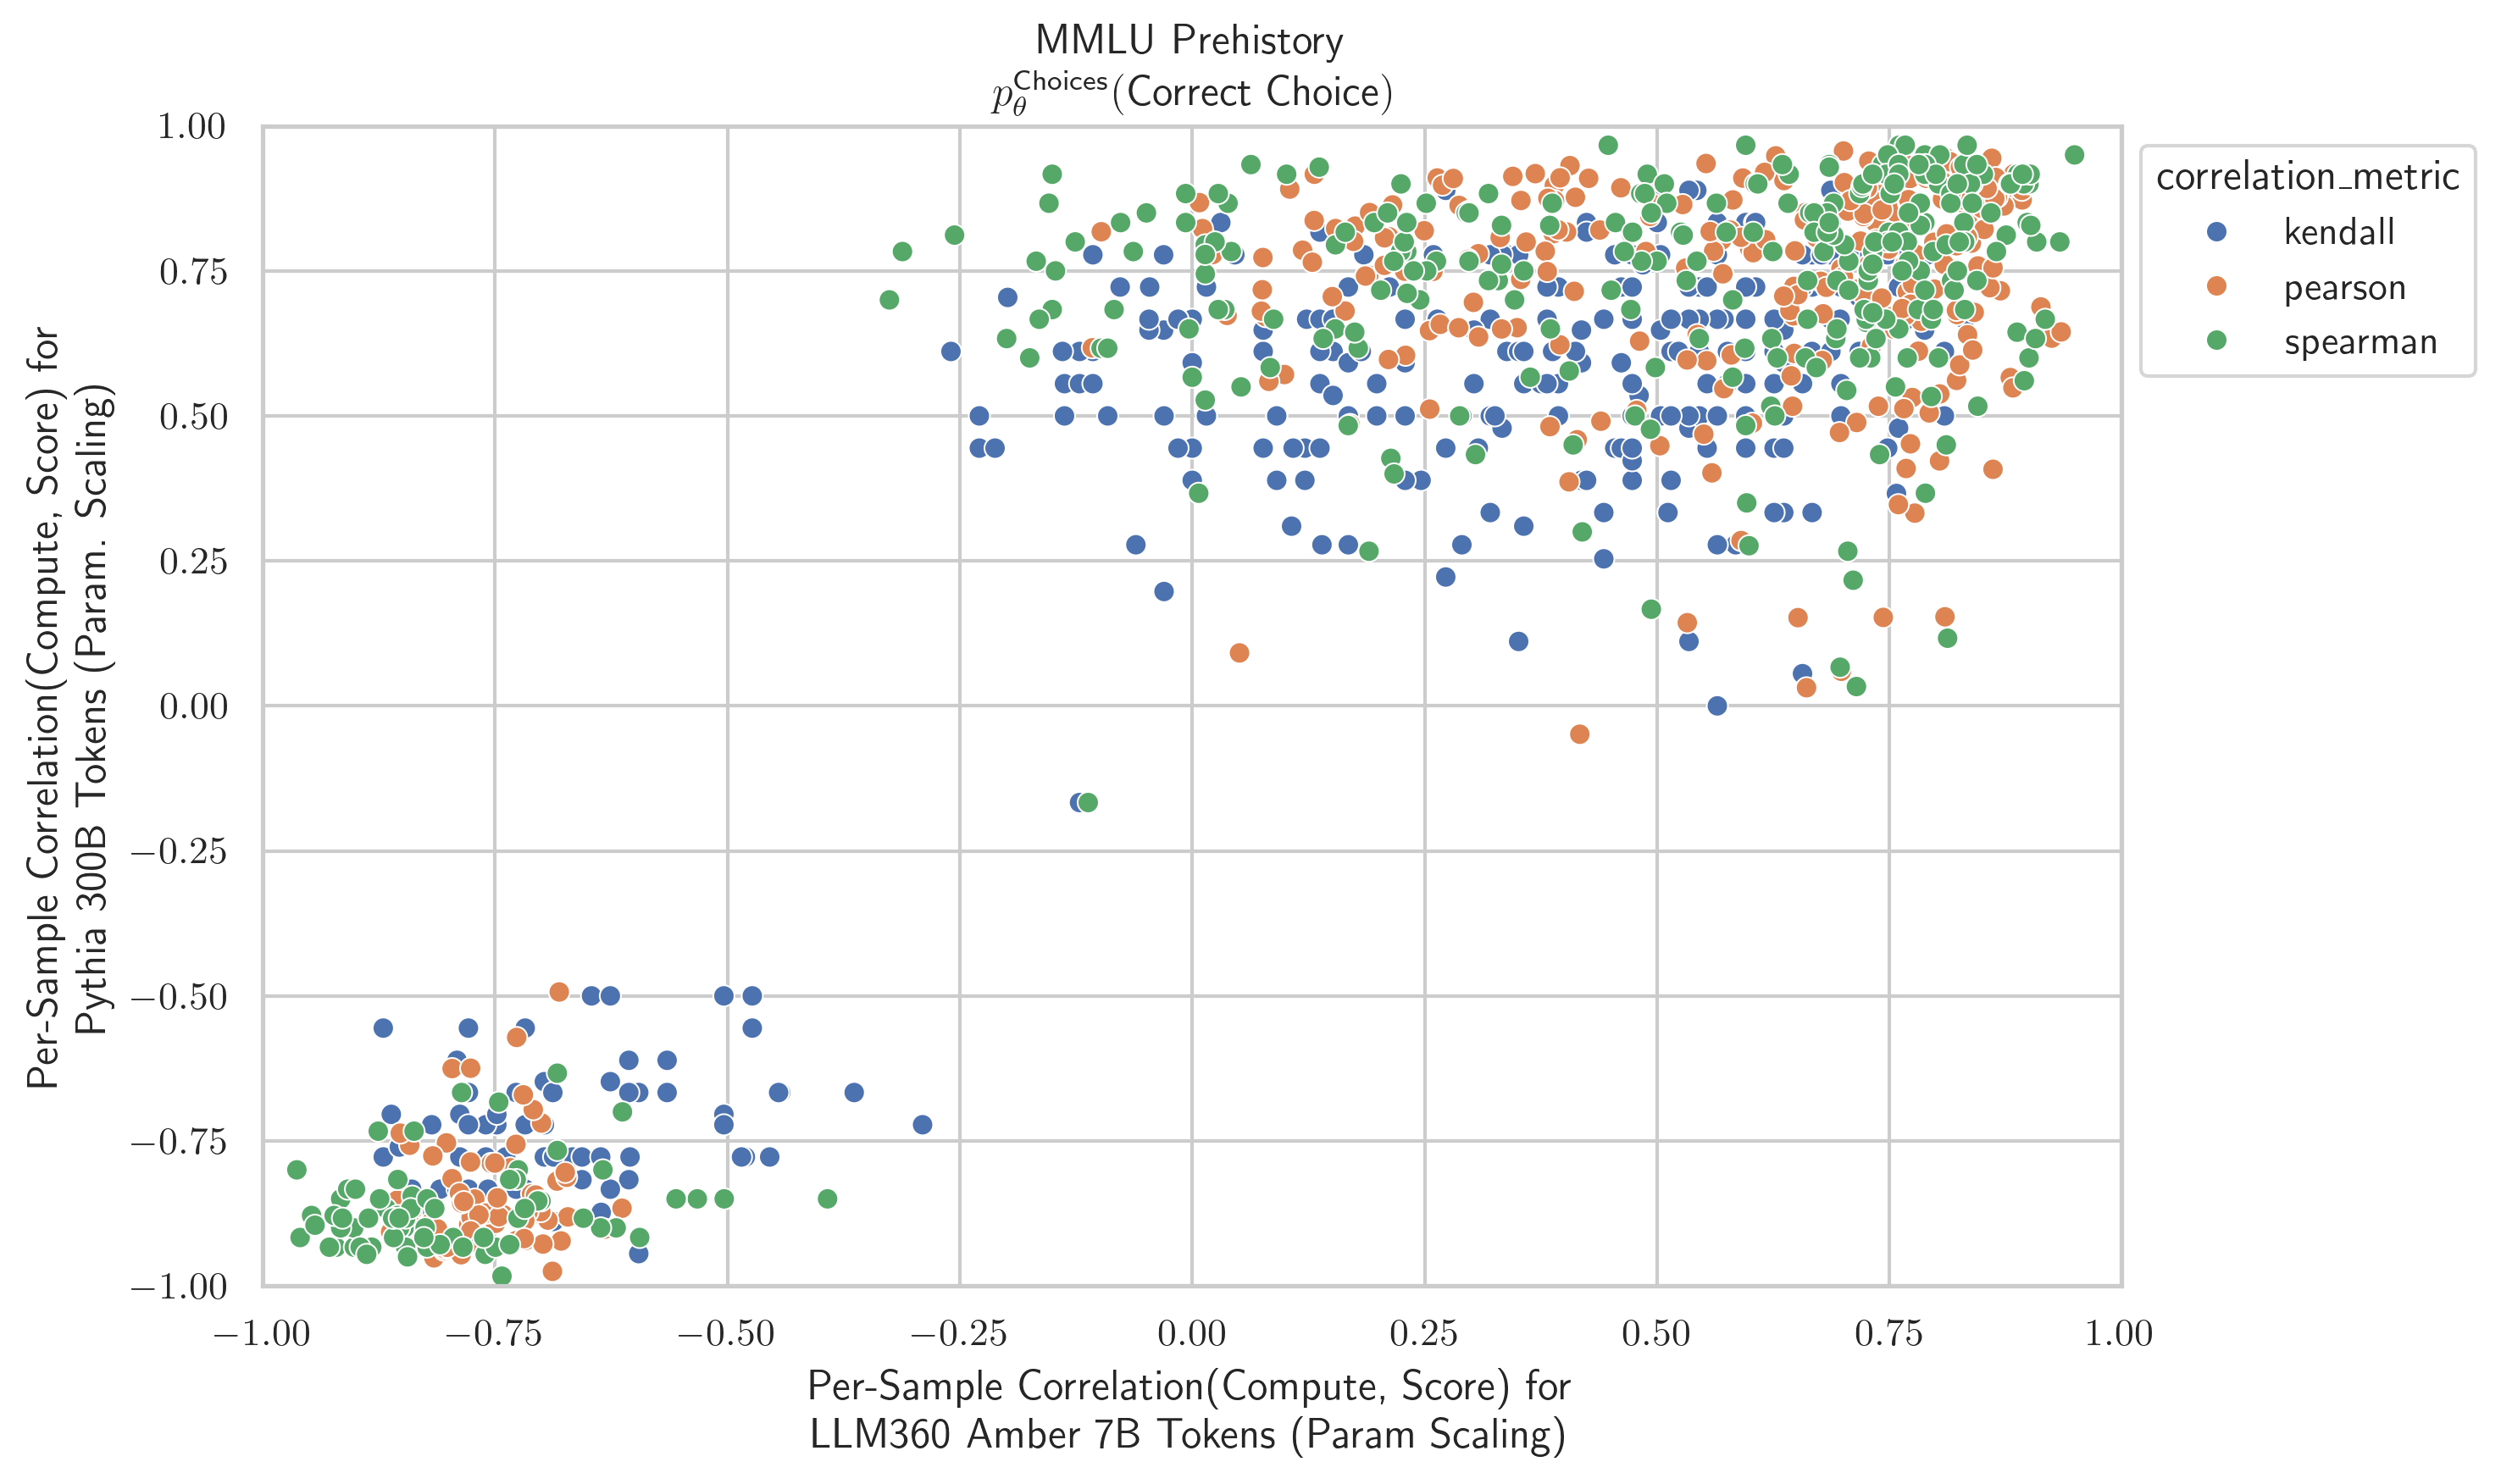 MMLU Prehistory
p_θ^Choices(Correct Choice)
1.00
0.75
0.50
0.25
0.00
−0.25
−0.50
−0.75
−1.00
Per-Sample Correlation(Compute, Score) for
Pythia 300B Tokens (Param. Scaling)
−1.00 −0.75 −0.50 −0.25 0.00 0.25 0.50 0.75 1.00
Per-Sample Correlation(Compute, Score) for
LLM360 Amber 7B Tokens (Param Scaling)
correlation_metric
kendall
pearson
spearman